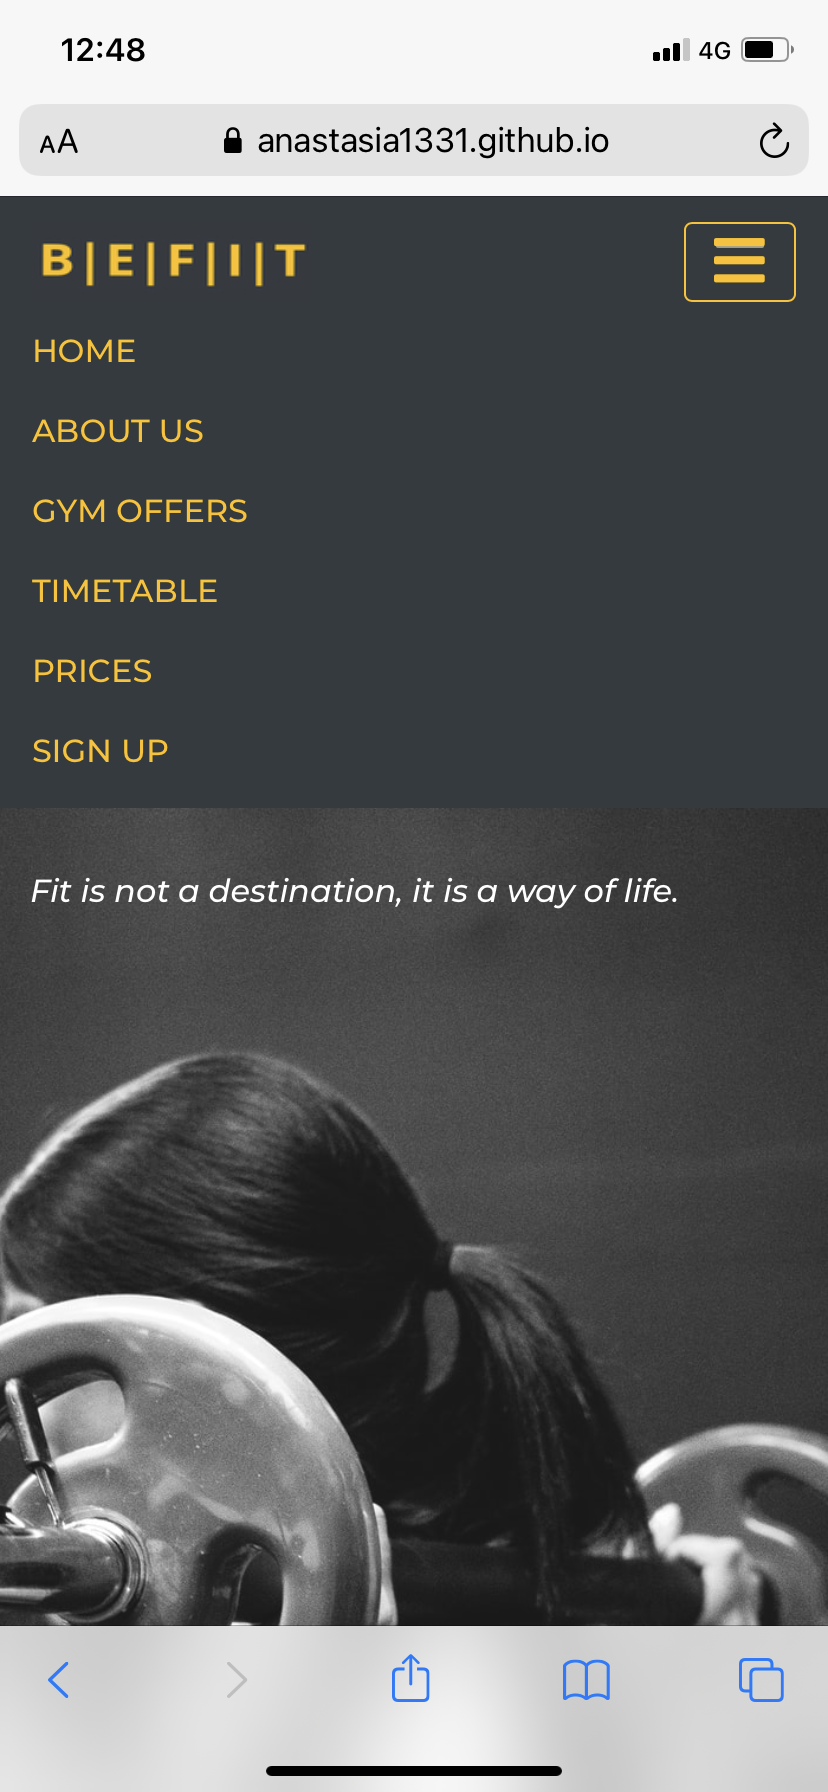 12:48
4G
AA
anastasia1331.github.io
B|E|F|I|T
HOME
ABOUT US
GYM OFFERS
TIMETABLE
PRICES
SIGN UP
Fit is not a destination, it is a way of life.